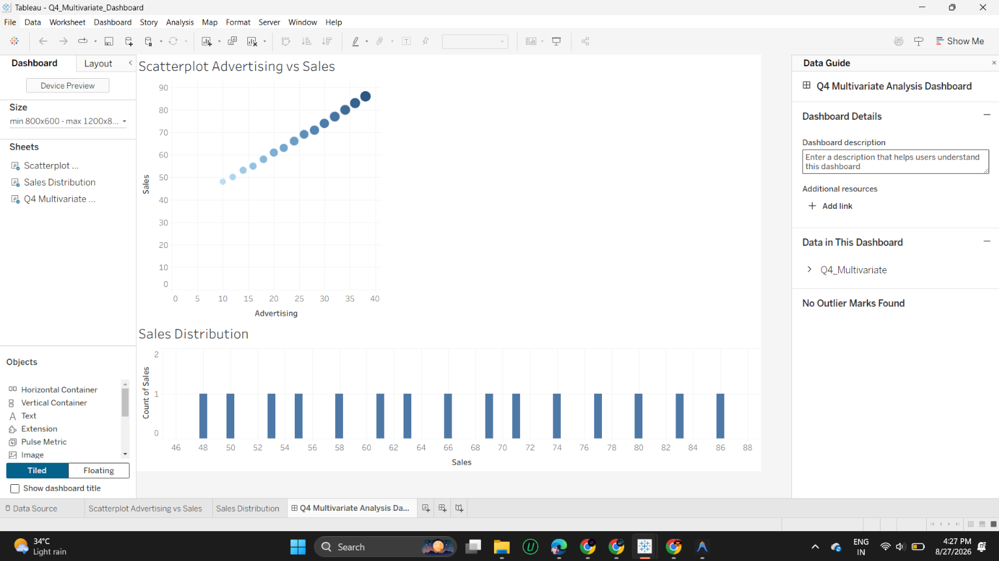 Tableau - Q4_Multivariate_Dashboard
File Data Worksheet Dashboard Story Analysis Map Format Server Window Help
Show Me
Dashboard Layout
Device Preview
Size
min 800x600 - max 1200x8...
Sheets
Scatterplot ...
Sales Distribution
Q4 Multivariate ...
Objects
Horizontal Container
Vertical Container
Text
Extension
Pulse Metric
Image
Tiled Floating
Show dashboard title
Scatterplot Advertising vs Sales
90
80
70
60
50
40
30
20
10
0
Sales
0 5 10 15 20 25 30 35 40
Advertising
Sales Distribution
2
1
0
Count of Sales
46 48 50 52 54 56 58 60 62 64 66 68 70 72 74 76 78 80 82 84 86 88
Sales
Data Guide
Q4 Multivariate Analysis Dashboard
Dashboard Details
Dashboard description
Enter a description that helps users understand
this dashboard
Additional resources
Add link
Data in This Dashboard
Q4_Multivariate
No Outlier Marks Found
Data Source Scatterplot Advertising vs Sales Sales Distribution Q4 Multivariate Analysis Da...
34°C
Light rain
Search
ENG
IN
4:27 PM
8/27/2026